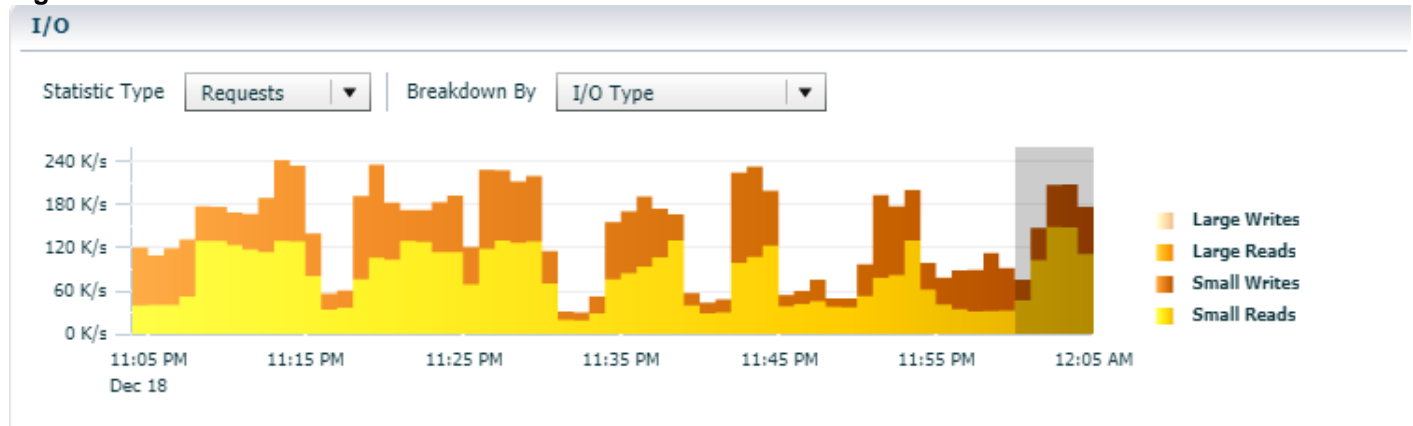 I/O
Statistic Type Requests Breakdown By I/O Type
240 K/s
180 K/s
120 K/s
60 K/s
0 K/s
Large Writes
Large Reads
Small Writes
Small Reads
11:05 PM 11:15 PM 11:25 PM 11:35 PM 11:45 PM 11:55 PM 12:05 AM
Dec 18